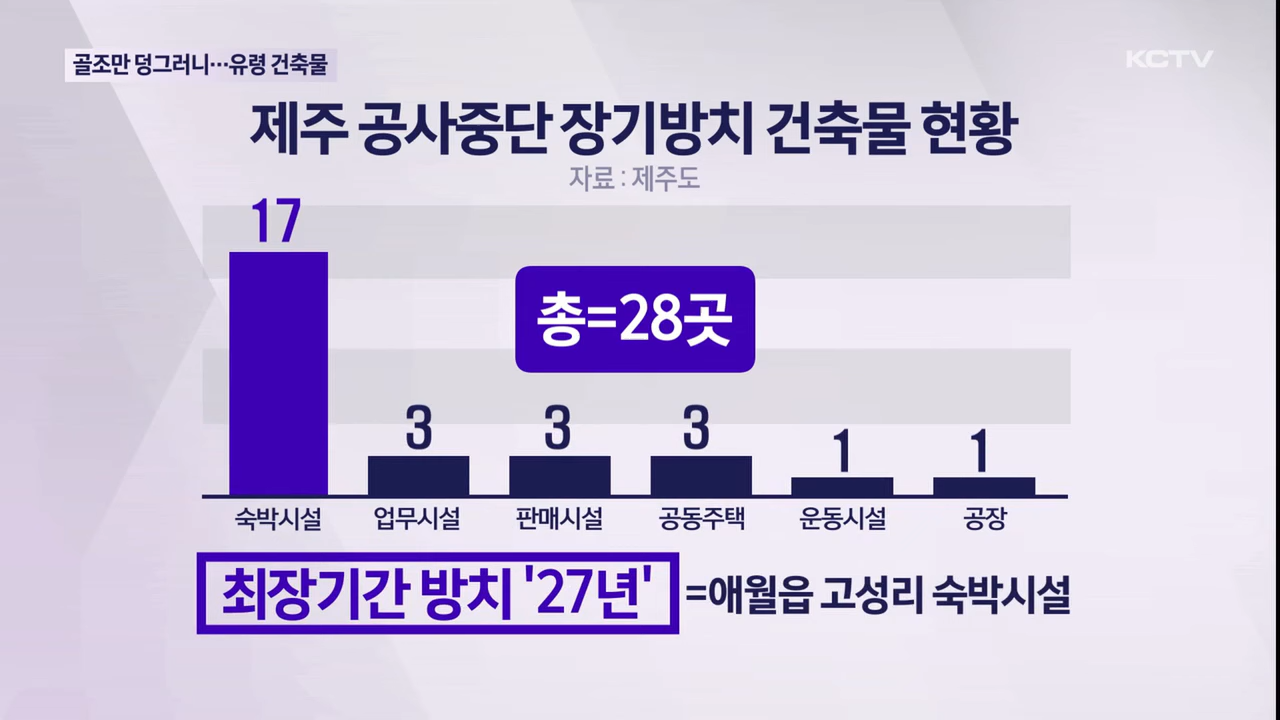 골조만 덩그러니…유령 건축물
KCTV
제주 공사중단 장기방치 건축물 현황
자료 : 제주도
17
총=28곳
3 3 3 1 1
숙박시설 업무시설 판매시설 공동주택 운동시설 공장
최장기간 방치 '27년' =애월읍 고성리 숙박시설